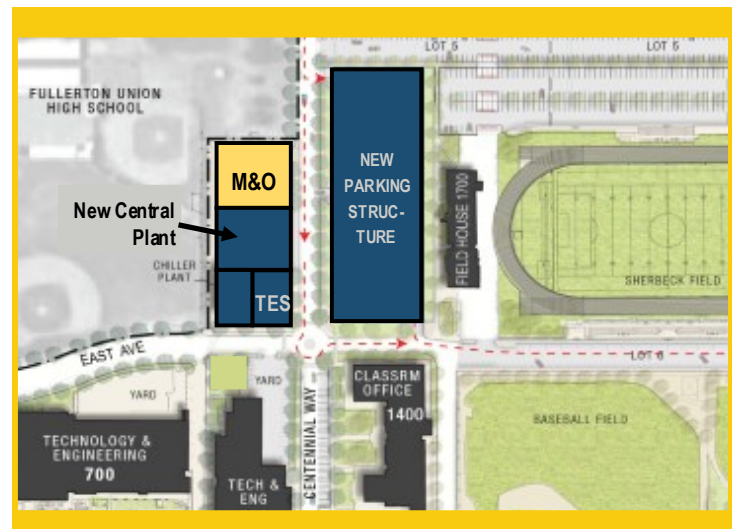 LOT 5
LOT 5
FULLERTON UNION
HIGH SCHOOL
M&O
NEW
PARKING
STRUC-
TURE
New Central
Plant
FIELD HOUSE 1700
CHILLER
PLANT
TES
SHERBECK FIELD
EAST AVE
LOT 6
YARD
YARD
CLASSRM
OFFICE
1400
BASEBALL FIELD
TECHNOLOGY &
ENGINEERING
700
TECH &
ENG
CENTENNIAL WAY